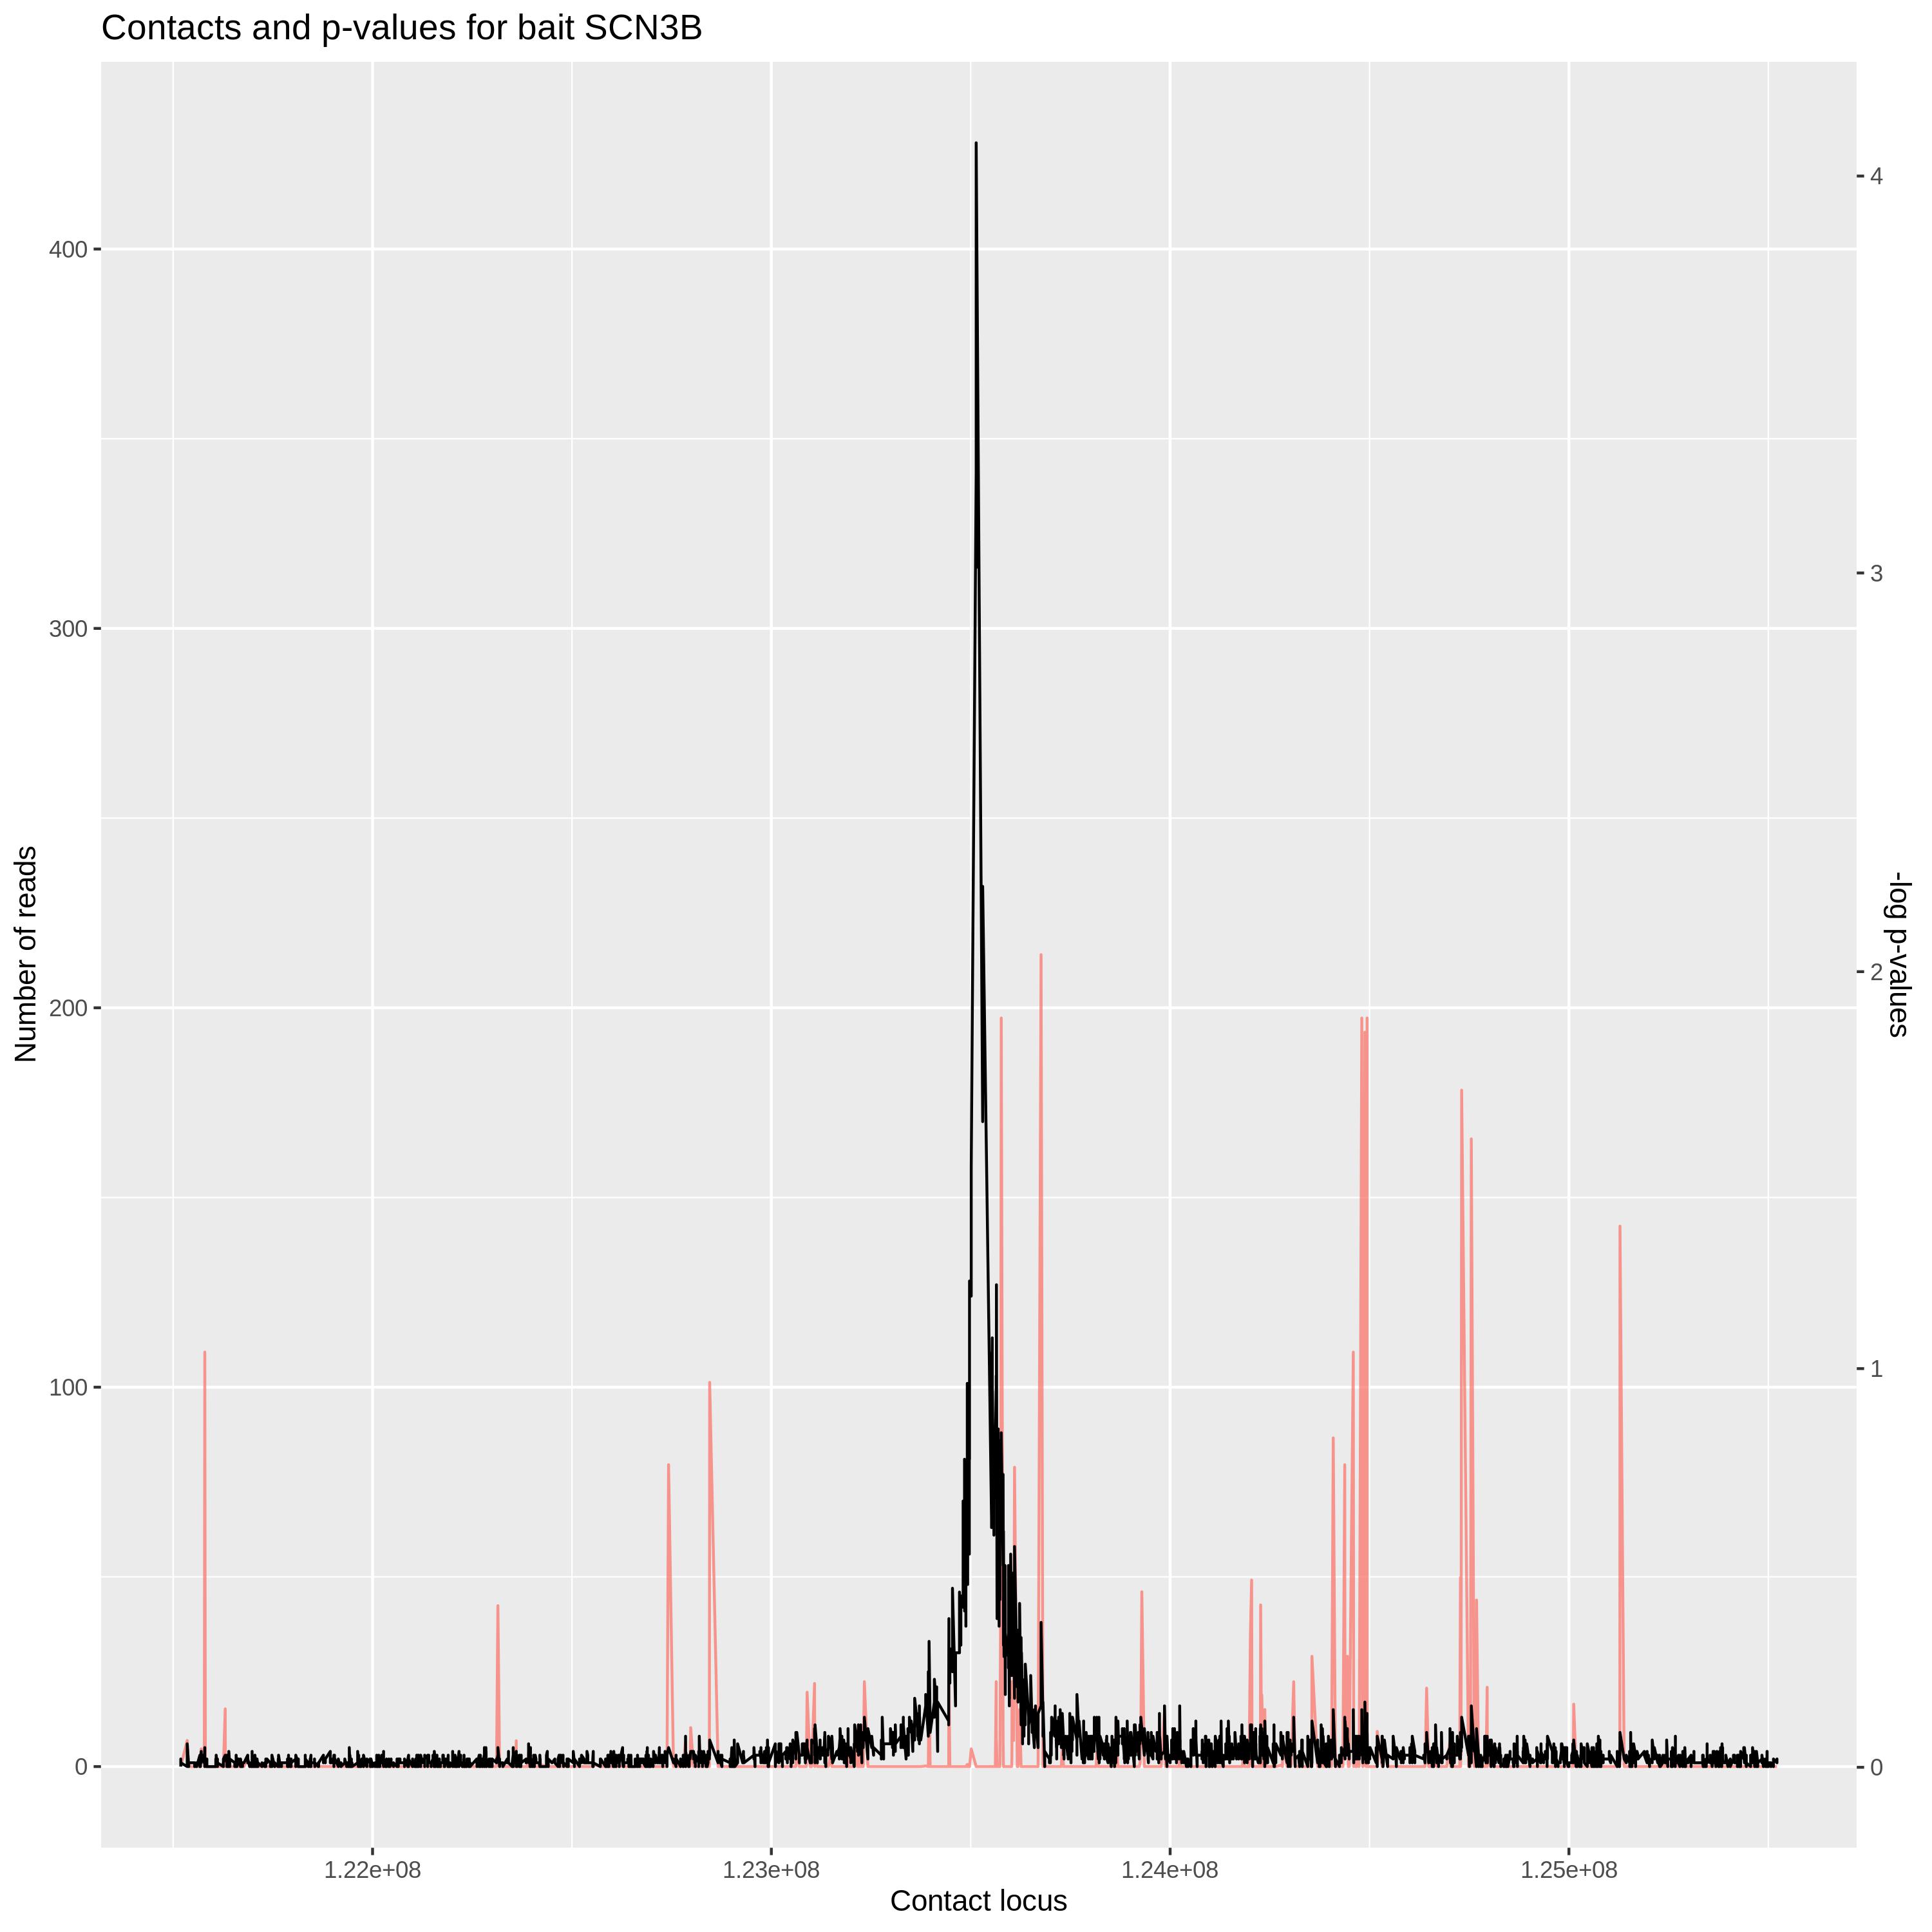 Contacts and p-values for bait SCN3B
Number of reads
400
300
200
100
0
4
3
2
1
0
-log p-values
1.22e+08
1.23e+08
1.24e+08
1.25e+08
Contact locus